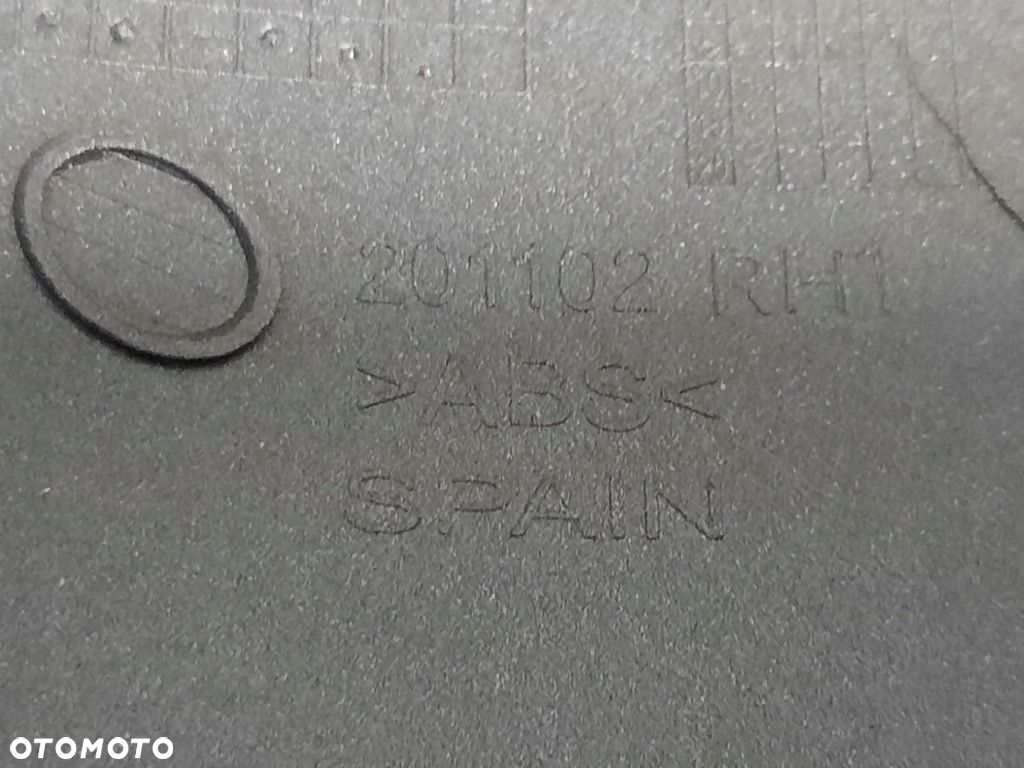 201102 RH1
>ABS<
SPAIN
OTOMOTO